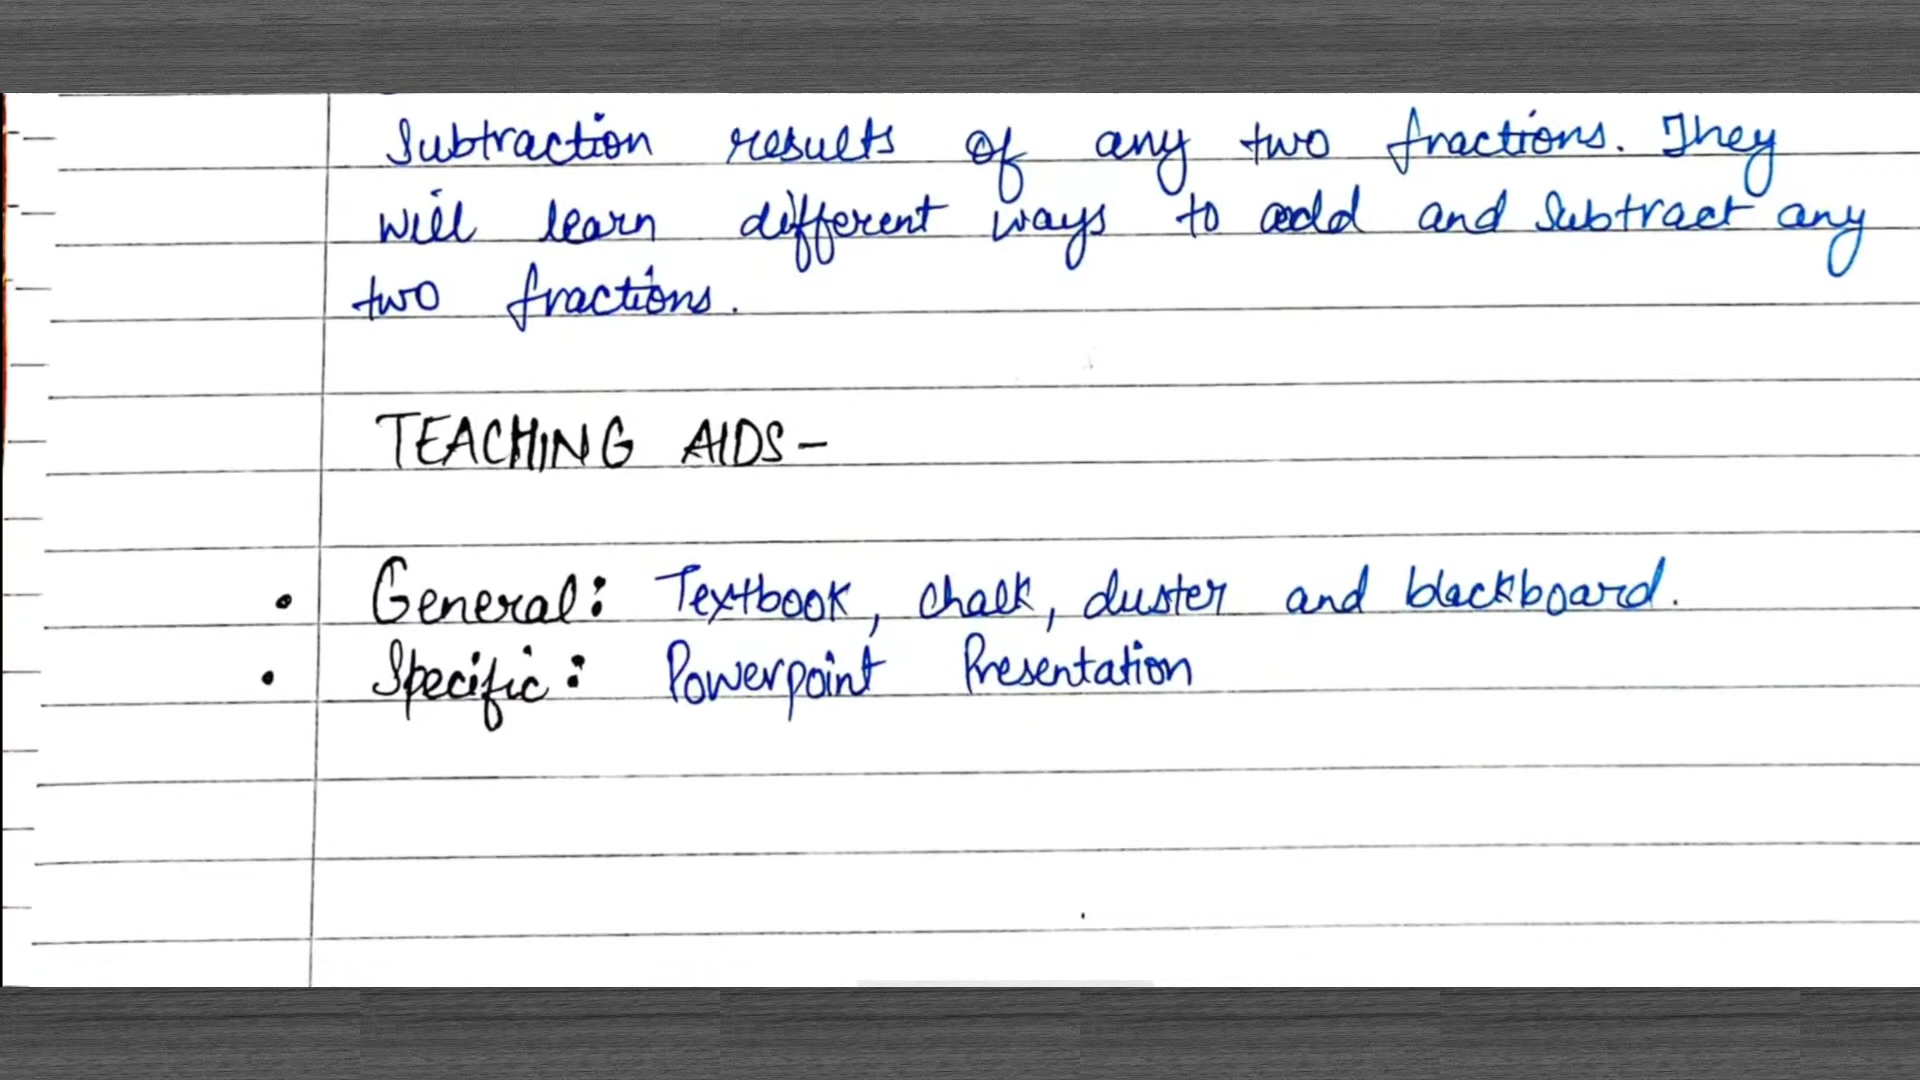 Subtraction results of any two fractions. They
will learn different ways to add and subtract any
two fractions.
TEACHING AIDS-
• General: Textbook, chalk, duster and blackboard.
• Specific: Powerpoint Presentation